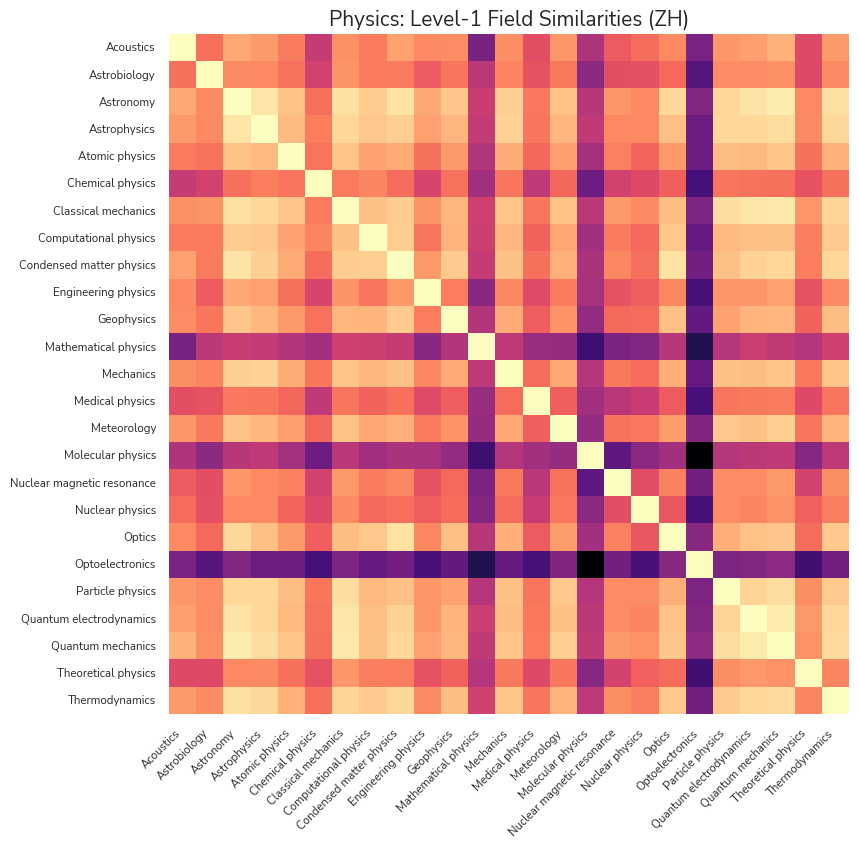 Physics: Level-1 Field Similarities (ZH)
Acoustics
Astrobiology
Astronomy
Astrophysics
Atomic physics
Chemical physics
Classical mechanics
Computational physics
Condensed matter physics
Engineering physics
Geophysics
Mathematical physics
Mechanics
Medical physics
Meteorology
Molecular physics
Nuclear magnetic resonance
Nuclear physics
Optics
Optoelectronics
Particle physics
Quantum electrodynamics
Quantum mechanics
Theoretical physics
Thermodynamics
Acoustics
Astrobiology
Astronomy
Astrophysics
Atomic physics
Chemical physics
Classical mechanics
Computational physics
Condensed matter physics
Engineering physics
Geophysics
Mathematical physics
Mechanics
Medical physics
Meteorology
Molecular physics
Nuclear magnetic resonance
Nuclear physics
Optics
Optoelectronics
Particle physics
Quantum electrodynamics
Quantum mechanics
Theoretical physics
Thermodynamics